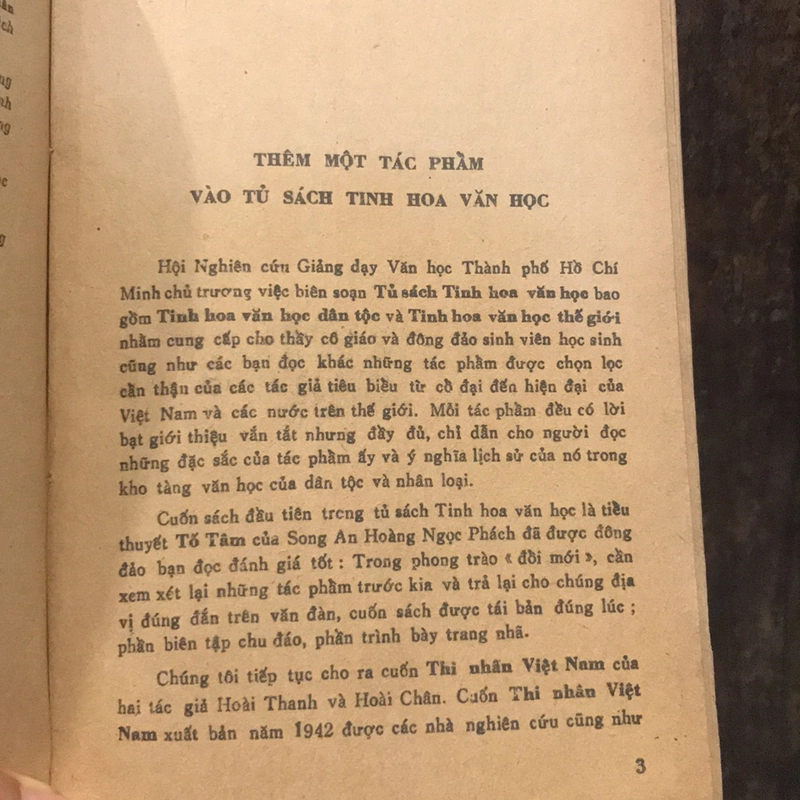 THÊM MỘT TÁC PHẦM
VÀO TỦ SÁCH TINH HOA VĂN HỌC
Hội Nghiên cứu Giảng dạy Văn học Thành phố Hồ Chí
Minh chủ trương việc biên soạn Tủ sách Tinh hoa văn học bao
gồm Tinh hoa văn học dân tộc và Tinh hoa văn học thế giới
nhằm cung cấp cho thầy cô giáo và đông đảo sinh viên học sinh
cũng như các bạn đọc khác những tác phẩm được chọn lọc
cẩn thận của các tác giả tiêu biểu từ cổ đại đến hiện đại của
Việt Nam và các nước trên thế giới. Mỗi tác phẩm đều có lời
bạt giới thiệu vắn tắt nhưng đầy đủ, chỉ dẫn cho người đọc
những đặc sắc của tác phẩm ấy và ý nghĩa lịch sử của nó trong
kho tàng văn học của dân tộc và nhân loại.
Cuốn sách đầu tiên trong tủ sách Tinh hoa văn học là tiểu
thuyết Tố Tâm của Song An Hoàng Ngọc Phách đã được đông
đảo bạn đọc đánh giá tốt : Trong phong trào « đổi mới », cần
xem xét lại những tác phẩm trước kia và trả lại cho chúng địa
vị đúng đắn trên văn đàn, cuốn sách được tái bản đúng lúc ;
phần biên tập chu đáo, phần trình bày trang nhã.
Chúng tôi tiếp tục cho ra cuốn Thi nhân Việt Nam của
hai tác giả Hoài Thanh và Hoài Chân. Cuốn Thi nhân Việt
Nam xuất bản năm 1942 được các nhà nghiên cứu cũng như
3